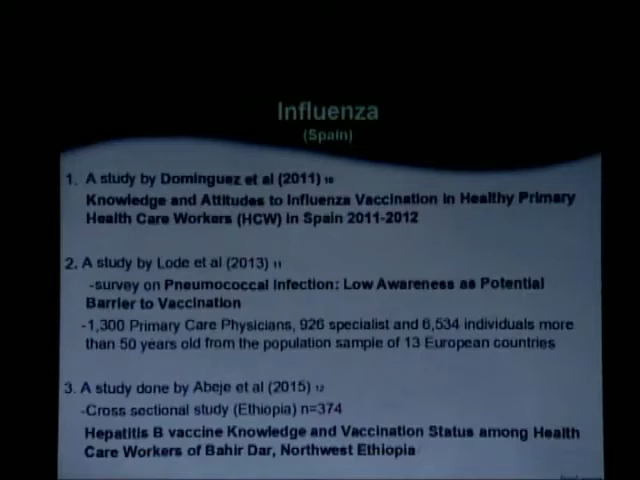 Influenza
(Spain)
1. A study by Dominguez et al (2011) 10
Knowledge and Attitudes to Influenza Vaccination in Healthy Primary
Health Care Workers (HCW) in Spain 2011-2012
2. A study by Lode et al (2013) 11
-survey on Pneumococcal Infection: Low Awareness as Potential
Barrier to Vaccination
-1,300 Primary Care Physicians, 926 specialist and 6,534 individuals more
than 50 years old from the population sample of 13 European countries
3. A study done by Abeje et al (2015) 12
-Cross sectional study (Ethiopia) n=374
Hepatitis B vaccine Knowledge and Vaccination Status among Health
Care Workers of Bahir Dar, Northwest Ethiopia